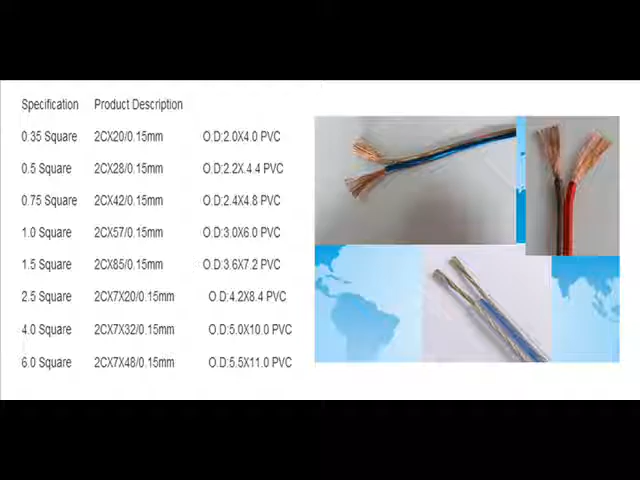 Specification Product Description
0.35 Square 2CX20/0.15mm O.D:2.0X4.0 PVC
0.5 Square 2CX28/0.15mm O.D:2.2X.4.4 PVC
0.75 Square 2CX42/0.15mm O.D:2.4X4.8 PVC
1.0 Square 2CX57/0.15mm O.D:3.0X6.0 PVC
1.5 Square 2CX85/0.15mm O.D:3.6X7.2 PVC
2.5 Square 2CX7X20/0.15mm O.D:4.2X8.4 PVC
4.0 Square 2CX7X32/0.15mm O.D:5.0X10.0 PVC
6.0 Square 2CX7X48/0.15mm O.D:5.5X11.0 PVC